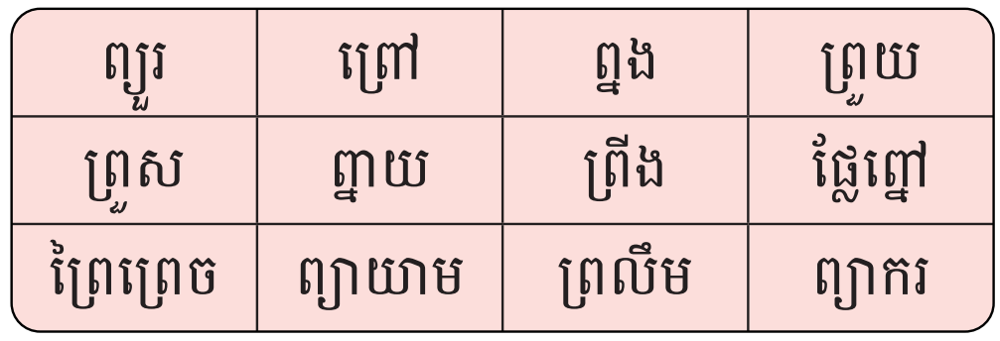 ព្យួរ ព្រៅ ព្នង ព្រួយ
ព្រួស ព្នាយ ព្រីង ផ្លែព្នៅ
ព្រៃព្រេច ព្យាយាម ព្រលឹម ព្យាករ